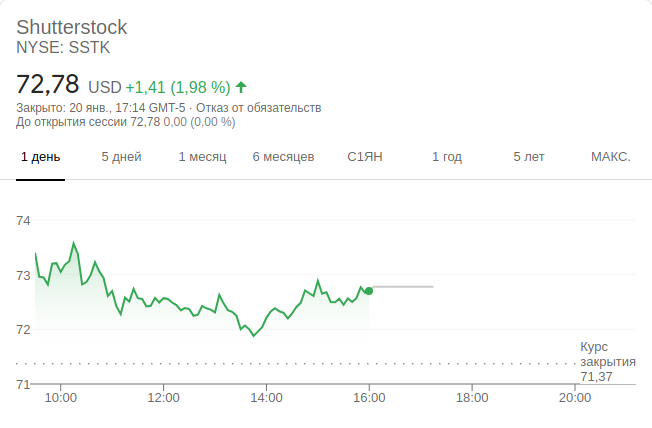 Shutterstock
NYSE: SSTK
72,78 USD +1,41 (1,98 %)
Закрыто: 20 янв., 17:14 GMT-5 · Отказ от обязательств
До открытия сессии 72,78 0,00 (0,00 %)
1 день 5 дней 1 месяц 6 месяцев С1ЯН 1 год 5 лет МАКС.
74
73
72
Курс
закрытия
71,37
71
10:00 12:00 14:00 16:00 18:00 20:00